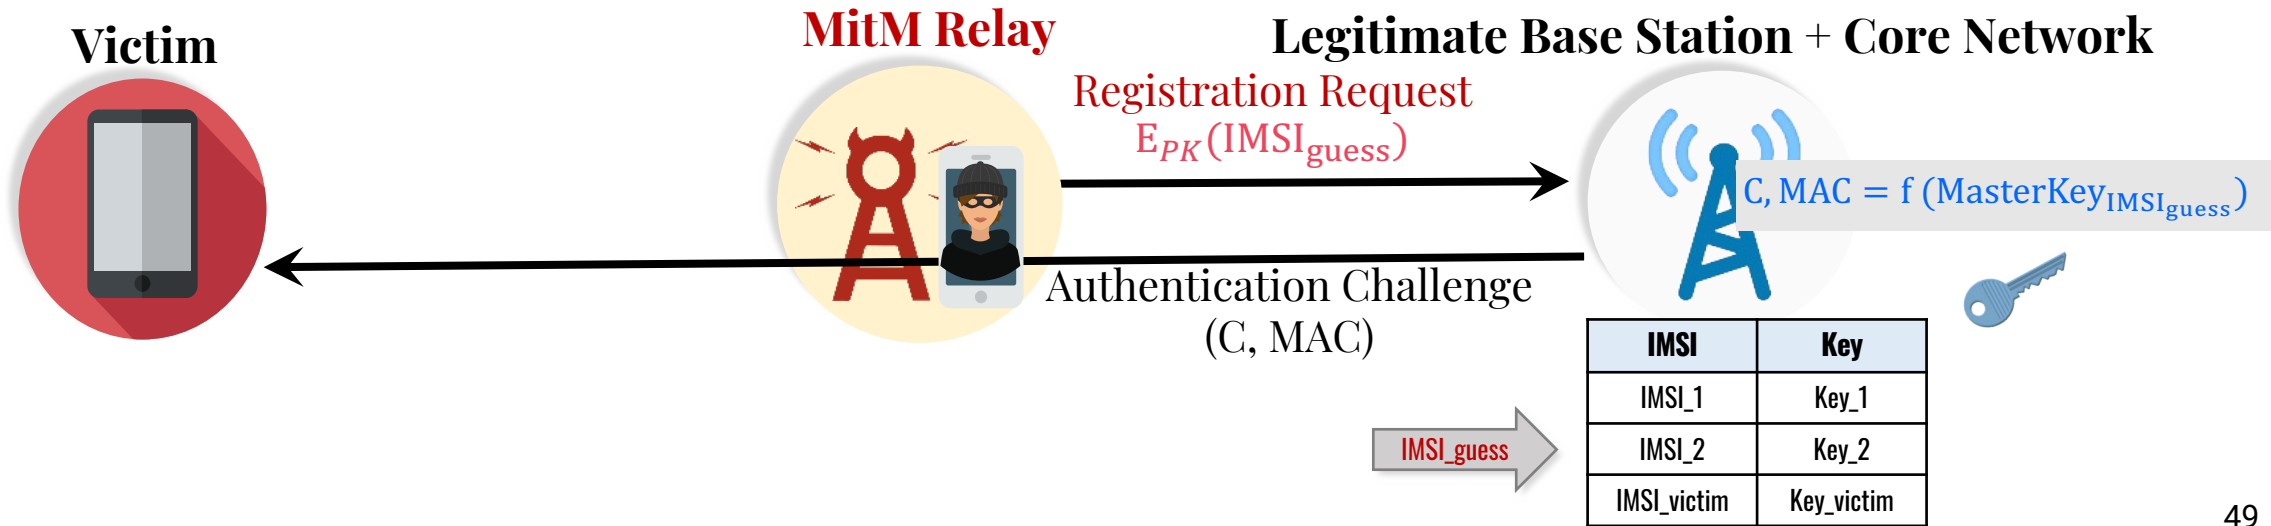 Victim
MitM Relay
Legitimate Base Station + Core Network
Registration Request
E_PK(IMSI_guess)
C, MAC = f (MasterKey_IMSI_guess)
Authentication Challenge
(C, MAC)
IMSI Key
IMSI_1 Key_1
IMSI_guess
IMSI_2 Key_2
IMSI_victim Key_victim
49